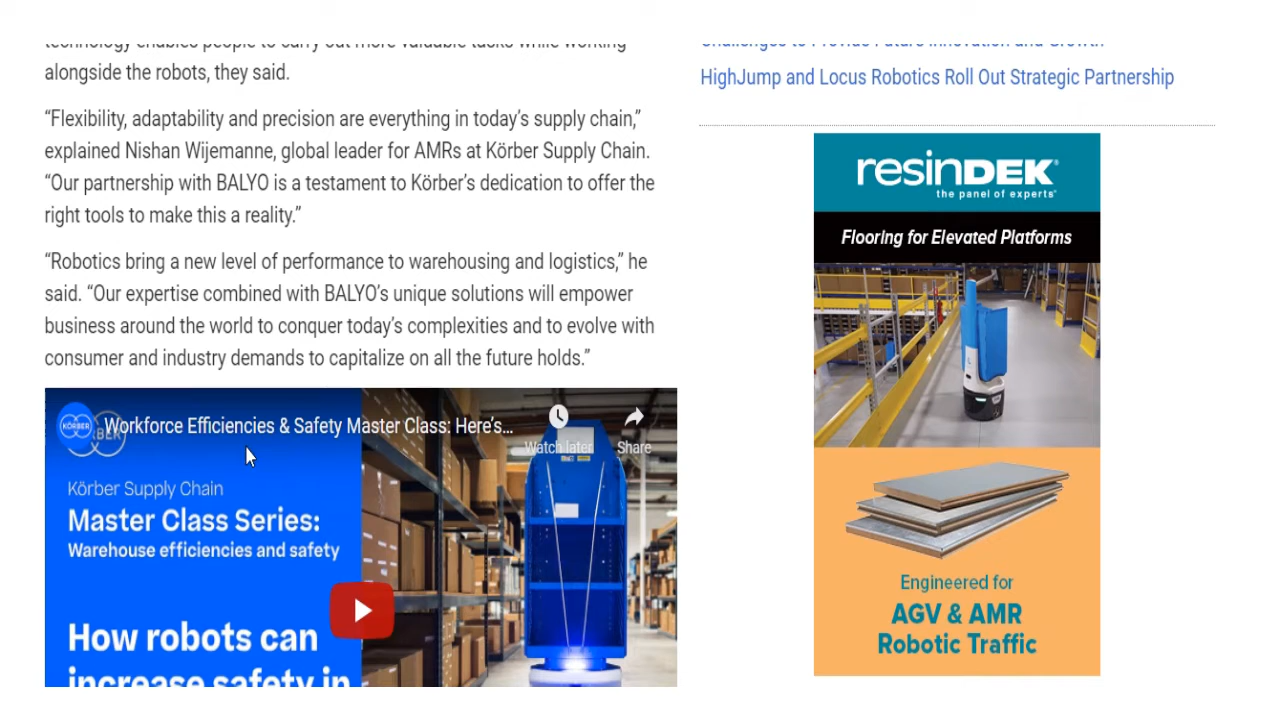 technology enables people to carry out more valuable tasks while working
alongside the robots, they said.
“Flexibility, adaptability and precision are everything in today’s supply chain,”
explained Nishan Wijemanne, global leader for AMRs at Körber Supply Chain.
“Our partnership with BALYO is a testament to Körber’s dedication to offer the
right tools to make this a reality.”
“Robotics bring a new level of performance to warehousing and logistics,” he
said. “Our expertise combined with BALYO’s unique solutions will empower
business around the world to conquer today’s complexities and to evolve with
consumer and industry demands to capitalize on all the future holds.”
KÖRBER
Workforce Efficiencies & Safety Master Class: Here’s...
Watch later
Share
Körber Supply Chain
Master Class Series:
Warehouse efficiencies and safety
How robots can
increase safety in
Challenges to Provide Future Innovation and Growth
HighJump and Locus Robotics Roll Out Strategic Partnership
resinDEK®
the panel of experts®
Flooring for Elevated Platforms
Engineered for
AGV & AMR
Robotic Traffic